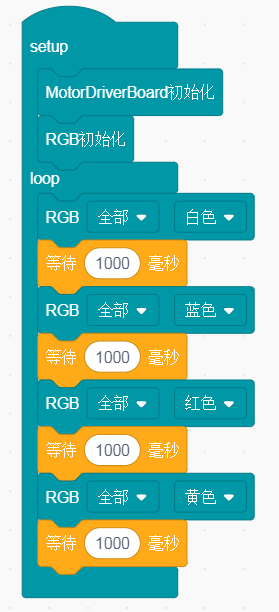 setup
MotorDriverBoard初始化
RGB初始化
loop
RGB 全部 白色
等待 1000 毫秒
RGB 全部 蓝色
等待 1000 毫秒
RGB 全部 红色
等待 1000 毫秒
RGB 全部 黄色
等待 1000 毫秒